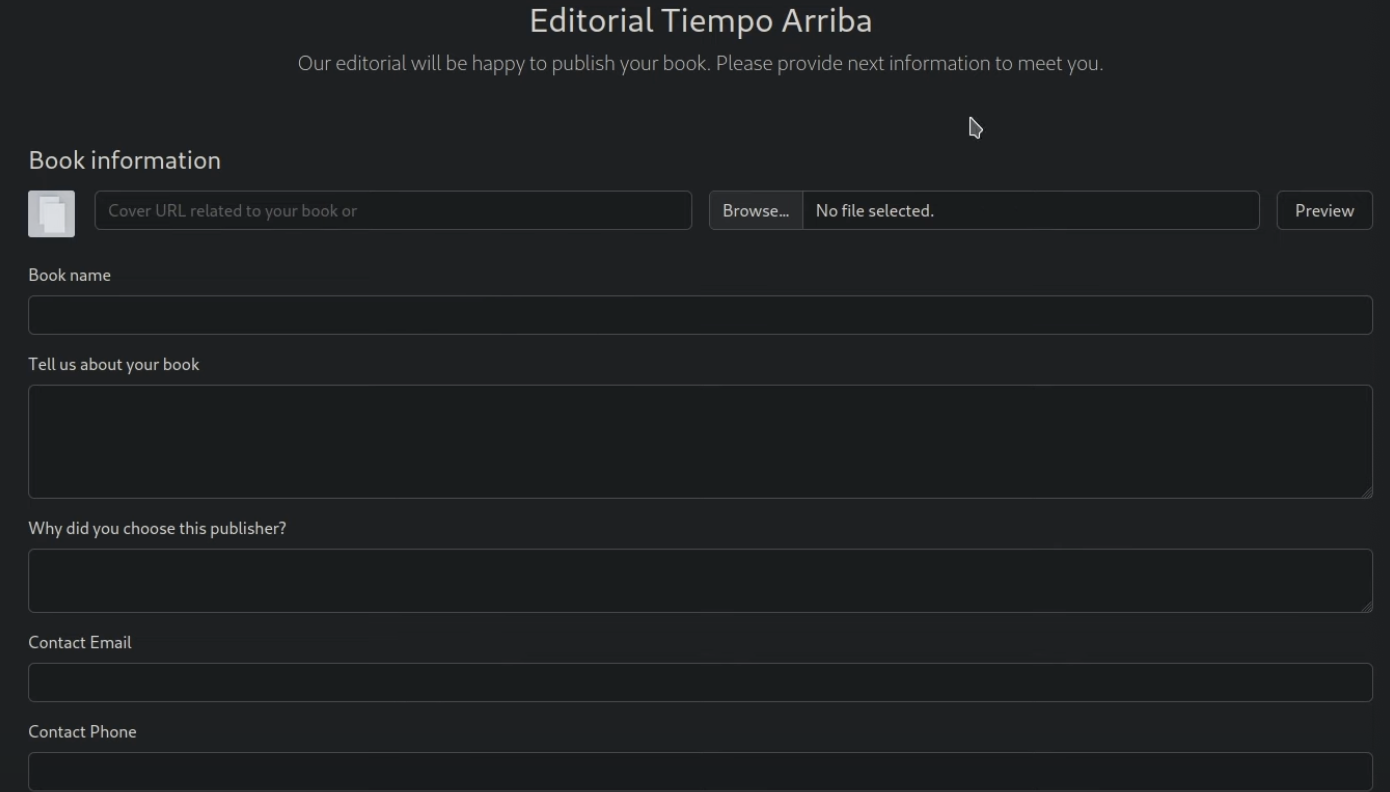 Editorial Tiempo Arriba
Our editorial will be happy to publish your book. Please provide next information to meet you.
Book information
Cover URL related to your book or
Browse... No file selected.
Preview
Book name
Tell us about your book
Why did you choose this publisher?
Contact Email
Contact Phone